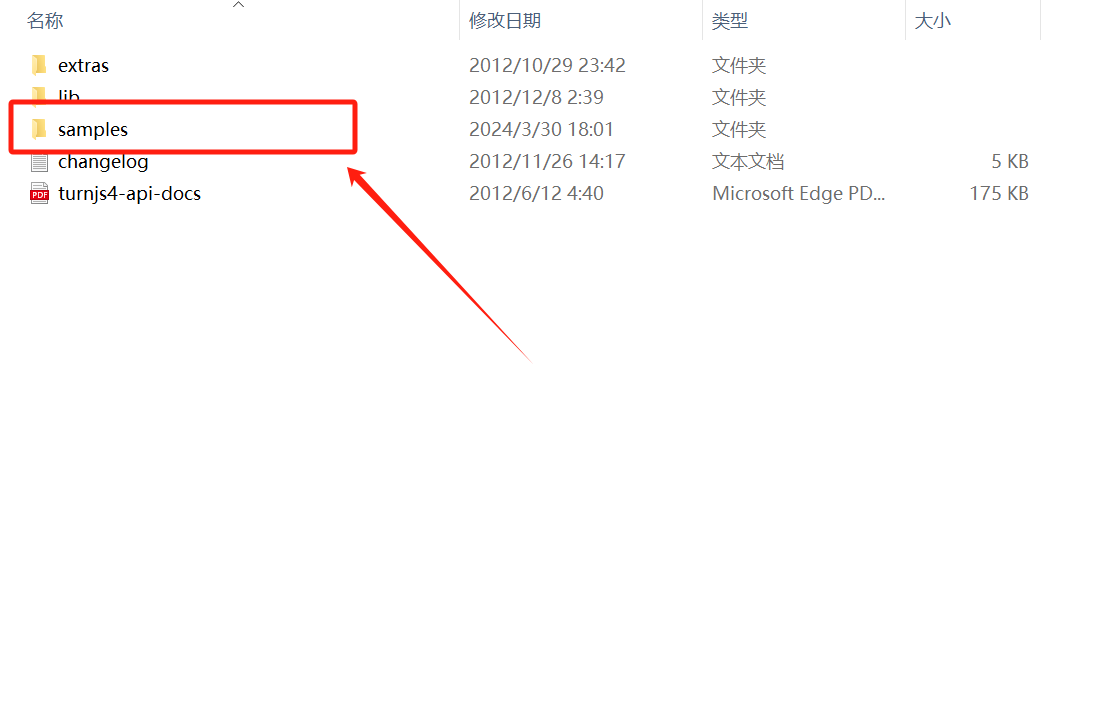 名称 修改日期 类型 大小
extras 2012/10/29 23:42 文件夹
lib 2012/12/8 2:39 文件夹
samples 2024/3/30 18:01 文件夹
changelog 2012/11/26 14:17 文本文档 5 KB
PDF turnjs4-api-docs 2012/6/12 4:40 Microsoft Edge PD... 175 KB